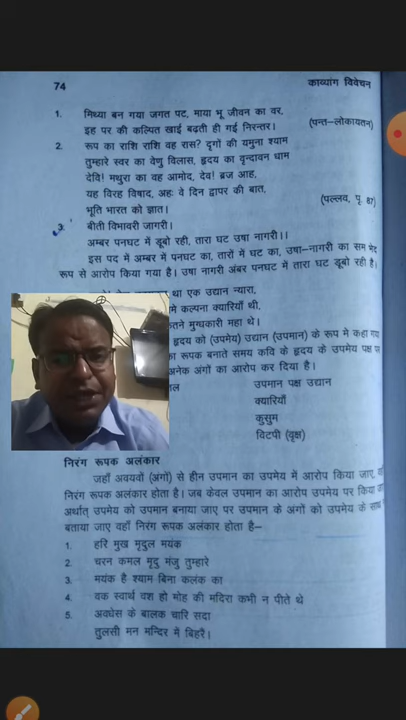 74 काव्यांग विवेचन
1. मिथ्या बन गया जगत पट, माया भू जीवन का वर,
इह पर की कल्पित खाई बढती ही गई निरन्तर।
(पन्त-लोकायतन)
2. रूप का राशि राशि वह रास? दृगों की यमुना श्याम
तुम्हारे स्वर का वेणु विलास, हृदय का वृन्दावन धाम
देवि! मथुरा का वह आमोद, देव! ब्रज आह,
यह विरह विषाद, अहः वे दिन द्वापर की बात,
भूति भारत को ज्ञात।
(पल्लव, पृ. 87)
3. बीती विभावरी जागरी।
अम्बर पनघट में डूबो रही, तारा घट उषा नागरी।।
इस पद में अम्बर में पनघट का, तारों में घट का, उषा-नागरी का सम भेद
रूप से आरोप किया गया है। उषा नागरी अंबर पनघट में तारा घट डूबो रही है।
था एक उद्यान न्यारा,
कल्पना क्यारियाँ थी,
मुग्धकारी महा थे।
हृदय को (उपमेय) उद्यान (उपमान) के रूप मे कहा गया
का रूपक बनाते समय कवि के हृदय के उपमेय पक्ष पर
अनेक अंगों का आरोप कर दिया है।
उपमान पक्ष उद्यान
क्यारियाँ
कुसुम
विटपी (वृक्ष)
निरंग रूपक अलंकार
जहाँ अवयवों (अंगों) से हीन उपमान का उपमेय में आरोप किया जाए,
निरंग रूपक अलंकार होता है। जब केवल उपमान का आरोप उपमेय पर किया
अर्थात् उपमेय को उपमान बनाया जाए पर उपमान के अंगों को उपमेय के साथ
बताया जाए वहाँ निरंग रूपक अलंकार होता है–
1. हरि मुख मृदुल मयंक
2. चरन कमल मृदु मंजु तुम्हारे
3. मयंक है श्याम बिना कलंक का
4. वक स्वार्थ वश हो मोह की मदिरा कभी न पीते थे
5. अवधेस के बालक चारि सदा
तुलसी मन मन्दिर में बिहरैं।